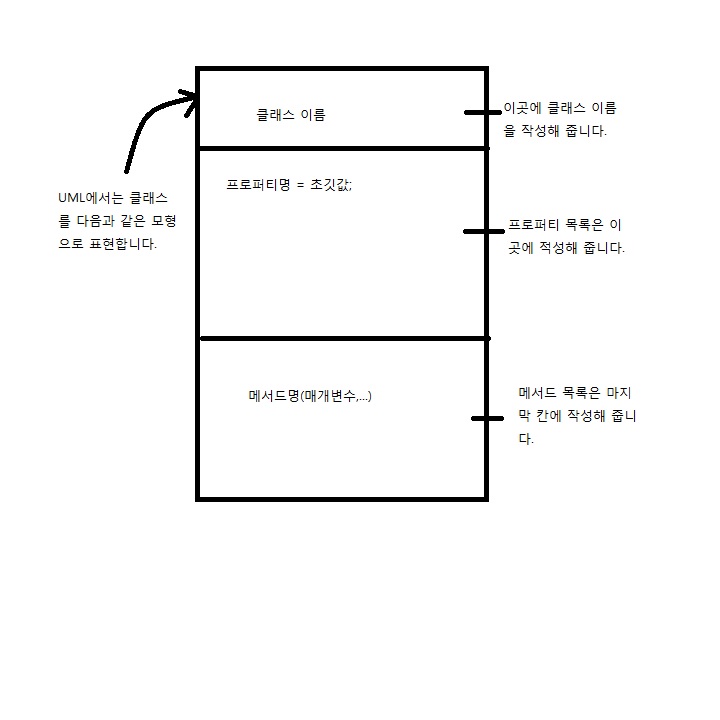 클래스 이름
이곳에 클래스 이름
을 작성해 줍니다.
UML에서는 클래스
를 다음과 같은 모형
으로 표현합니다.
프로퍼티명 = 초깃값;
프로퍼티 목록은 이
곳에 적성해 줍니다.
메서드명(매개변수,...)
메서드 목록은 마지
막 칸에 작성해 줍니
다.